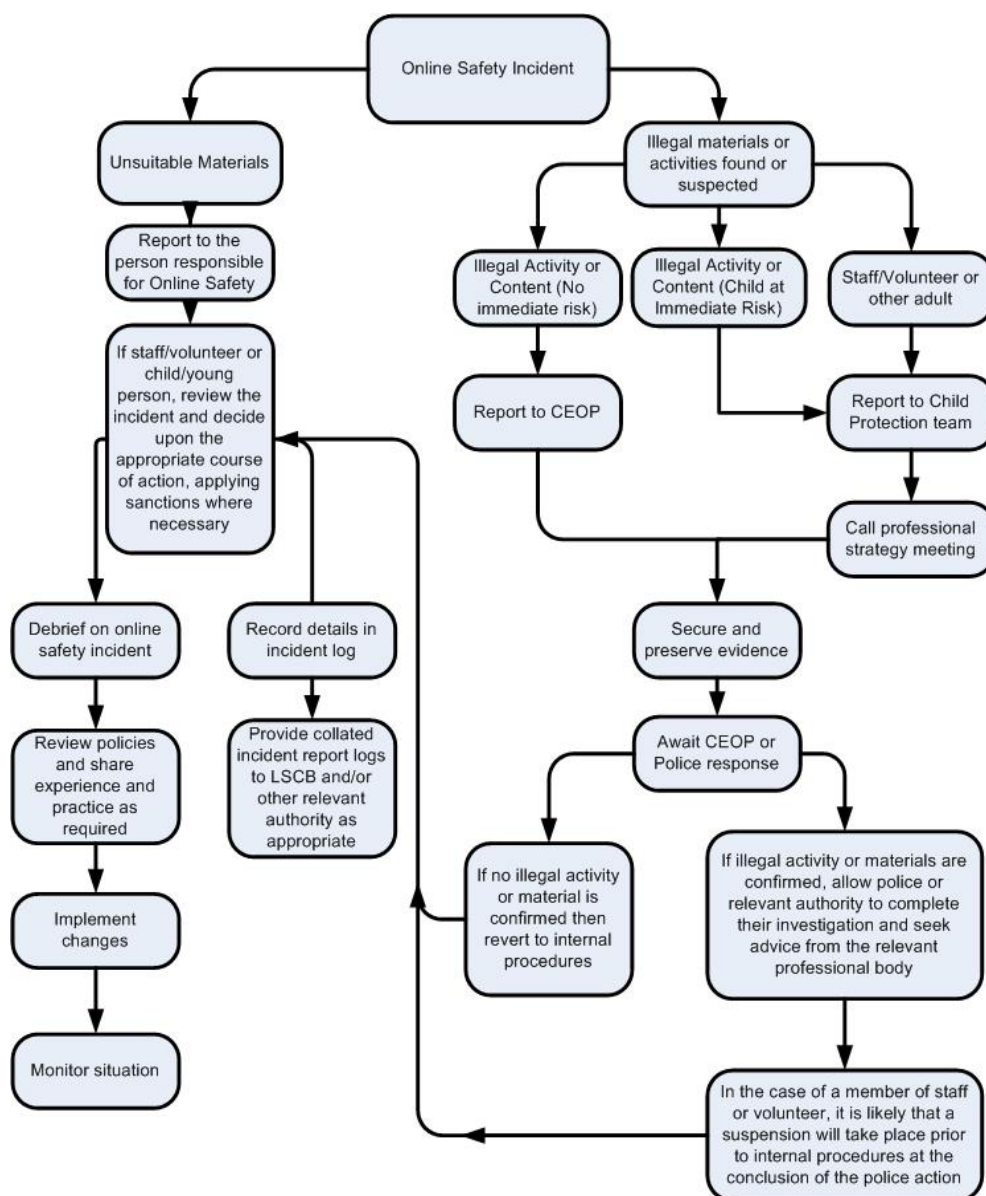 Online Safety Incident
Unsuitable Materials
Report to the
person responsible
for Online Safety
If staff/volunteer or
child/young
person, review the
incident and decide
upon the
appropriate course
of action, applying
sanctions where
necessary
Debrief on online
safety incident
Review policies
and share
experience and
practice as
required
Implement
changes
Monitor situation
Record details in
incident log
Provide collated
incident report logs
to LSCB and/or
other relevant
authority as
appropriate
Illegal materials or
activities found or
suspected
Illegal Activity or
Content (No
immediate risk)
Illegal Activity or
Content (Child at
Immediate Risk)
Staff/Volunteer or
other adult
Report to CEOP
Report to Child
Protection team
Call professional
strategy meeting
Secure and
preserve evidence
Await CEOP or
Police response
If no illegal activity
or material is
confirmed then
revert to internal
procedures
If illegal activity or materials are
confirmed, allow police or
relevant authority to complete
their investigation and seek
advice from the relevant
professional body
In the case of a member of staff
or volunteer, it is likely that a
suspension will take place prior
to internal procedures at the
conclusion of the police action